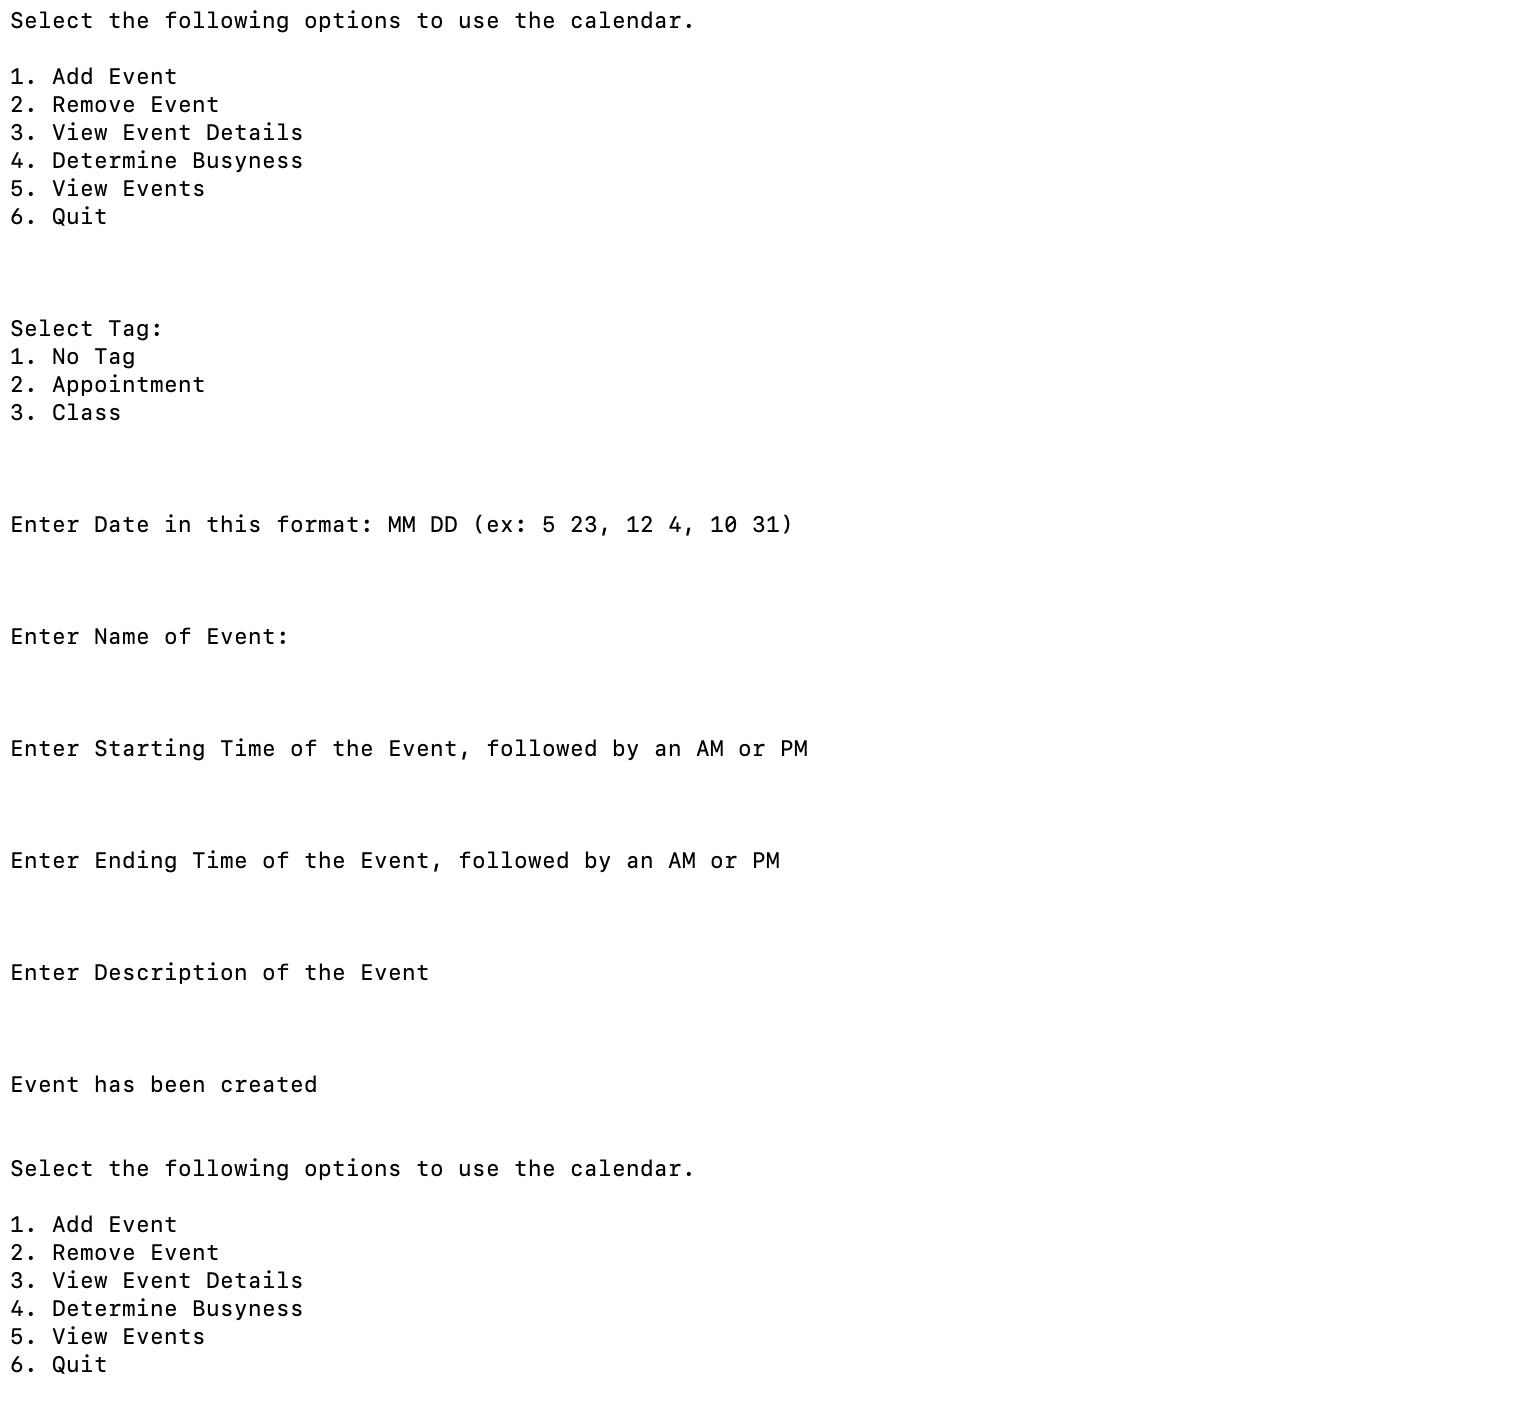 Select the following options to use the calendar.
1. Add Event
2. Remove Event
3. View Event Details
4. Determine Busyness
5. View Events
6. Quit
Select Tag:
1. No Tag
2. Appointment
3. Class
Enter Date in this format: MM DD (ex: 5 23, 12 4, 10 31)
Enter Name of Event:
Enter Starting Time of the Event, followed by an AM or PM
Enter Ending Time of the Event, followed by an AM or PM
Enter Description of the Event
Event has been created
Select the following options to use the calendar.
1. Add Event
2. Remove Event
3. View Event Details
4. Determine Busyness
5. View Events
6. Quit